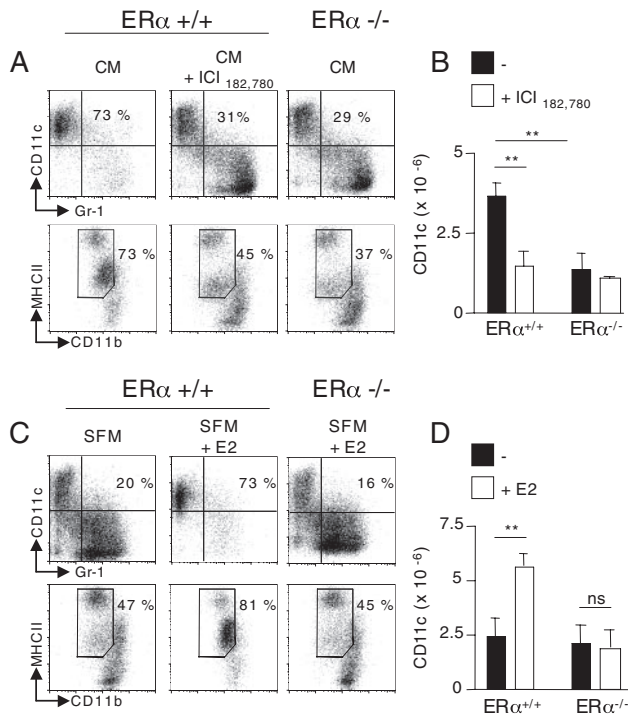 ERα +/+ ERα -/-
A
CM
CM
+ ICI 182,780
CM
73 %
31%
29 %
CD11c
Gr-1
73 %
45 %
37 %
MHCII
CD11b
B
-
+ ICI 182,780
CD11c (x 10 -6)
5
2.5
0
**
**
ERα+/+ ERα-/-
ERα +/+ ERα -/-
C
SFM
SFM
+ E2
SFM
+ E2
20 %
73 %
16 %
CD11c
Gr-1
47 %
81 %
45 %
MHCII
CD11b
D
-
+ E2
CD11c (x 10 -6)
7.5
5
2.5
0
**
ns
ERα+/+ ERα-/-